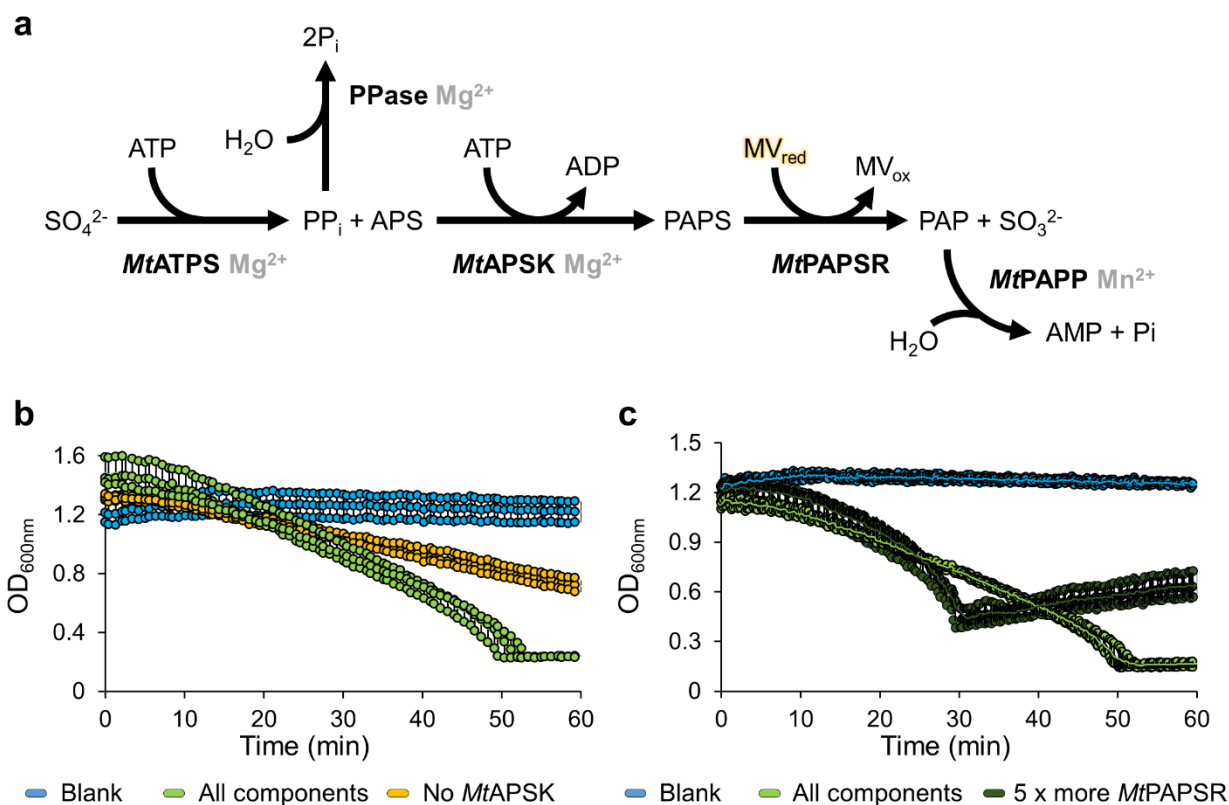 a
2Pᵢ
PPase Mg²⁺
H₂O
ATP
ATP
ADP
MV_red
MV_ox
SO₄²⁻
PPᵢ + APS
PAPS
PAP + SO₃²⁻
MtATPS Mg²⁺
MtAPSK Mg²⁺
MtPAPSR
MtPAPP Mn²⁺
H₂O
AMP + Pi
b
1.6
1.2
0.8
0.4
0
OD₆₀₀nm
0 10 20 30 40 50 60
Time (min)
Blank All components No MtAPSK
c
1.5
1.2
0.9
0.6
0.3
0
OD₆₀₀nm
0 10 20 30 40 50 60
Time (min)
Blank All components 5 x more MtPAPSR